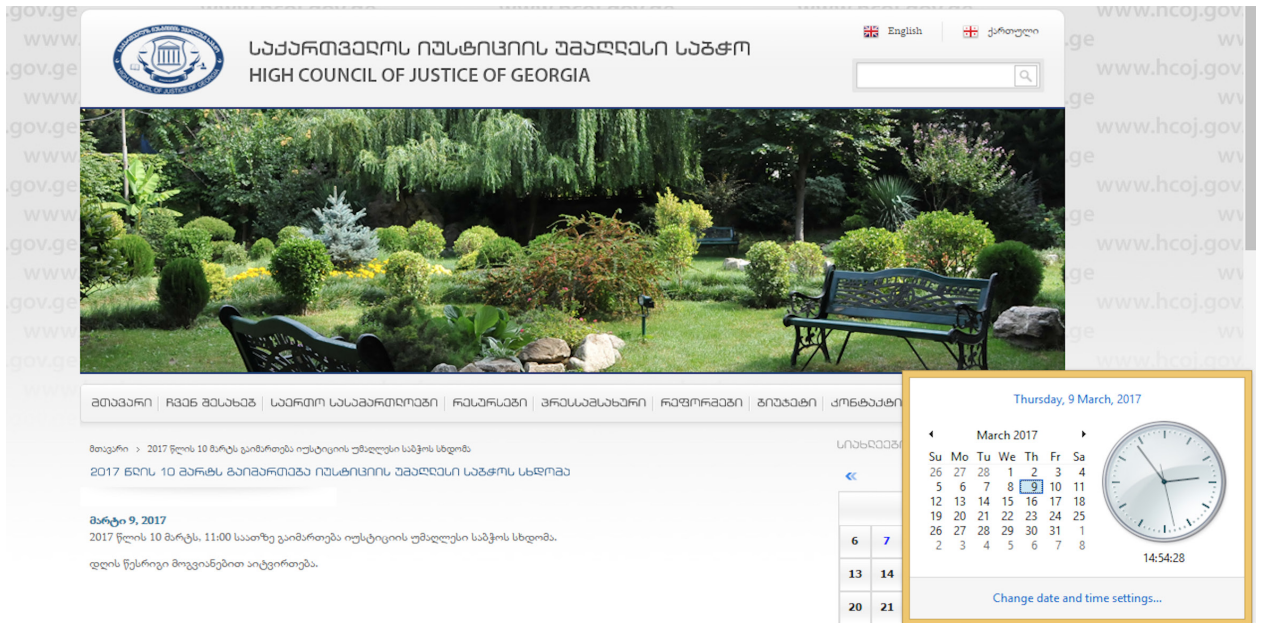 საქართველოს იუსტიციის უმაღლესი საბჭო
HIGH COUNCIL OF JUSTICE OF GEORGIA
English
ქართული
მთავარი
ჩვენ შესახებ
საერთო სასამართლოები
რესურსები
პრესსამსახური
რეფორმები
ბიუჯეტი
კონტაქტი
მთავარი > 2017 წლის 10 მარტს გაიმართება იუსტიციის უმაღლესი საბჭოს სხდომა
2017 წლის 10 მარტს გაიმართება იუსტიციის უმაღლესი საბჭოს სხდომა
მარტი 9, 2017
2017 წლის 10 მარტს, 11:00 საათზე გაიმართება იუსტიციის უმაღლესი საბჭოს სხდომა.
დღის წესრიგი მოგვიანებით აიტვირთება.
«
6 7
13 14
20 21
Thursday, 9 March, 2017
March 2017
Su Mo Tu We Th Fr Sa
26 27 28 1 2 3 4
5 6 7 8 9 10 11
12 13 14 15 16 17 18
19 20 21 22 23 24 25
26 27 28 29 30 31 1
2 3 4 5 6 7 8
14:54:28
Change date and time settings...